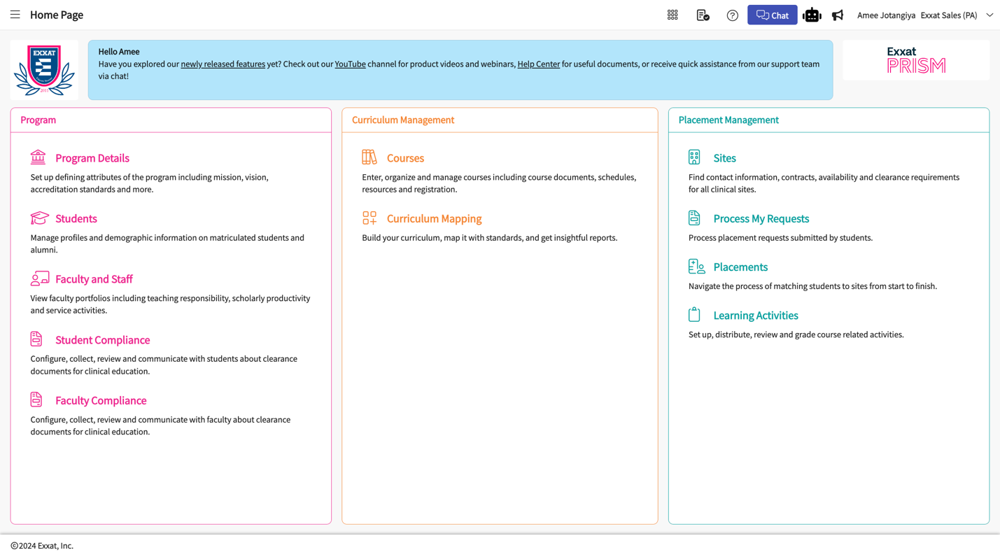 Home Page
Chat
Amee Jotangiya Exxat Sales (PA)
EXXAT
2011
Hello Amee
Have you explored our newly released features yet? Check out our YouTube channel for product videos and webinars, Help Center for useful documents, or receive quick assistance from our support team
via chat!
Exxat
PRISM
Program
Program Details
Set up defining attributes of the program including mission, vision,
accreditation standards and more.
Students
Manage profiles and demographic information on matriculated students and
alumni.
Faculty and Staff
View faculty portfolios including teaching responsibility, scholarly productivity
and service activities.
Student Compliance
Configure, collect, review and communicate with students about clearance
documents for clinical education.
Faculty Compliance
Configure, collect, review and communicate with faculty about clearance
documents for clinical education.
Curriculum Management
Courses
Enter, organize and manage courses including course documents, schedules,
resources and registration.
Curriculum Mapping
Build your curriculum, map it with standards, and get insightful reports.
Placement Management
Sites
Find contact information, contracts, availability and clearance requirements
for all clinical sites.
Process My Requests
Process placement requests submitted by students.
Placements
Navigate the process of matching students to sites from start to finish.
Learning Activities
Set up, distribute, review and grade course related activities.
©2024 Exxat, Inc.